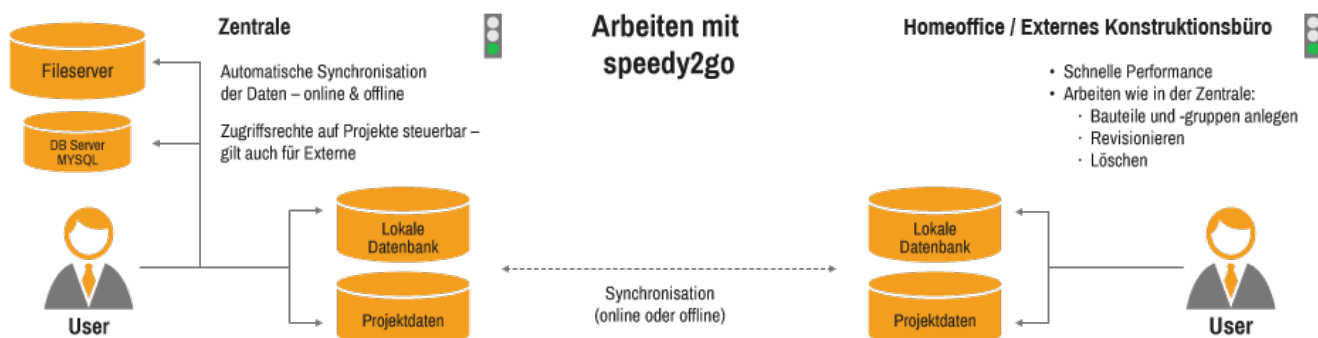 Zentrale
Fileserver
Automatische Synchronisation
der Daten – online & offline
DB Server
MYSQL
Zugriffsrechte auf Projekte steuerbar –
gilt auch für Externe
Lokale
Datenbank
Projektdaten
User
Arbeiten mit
speedy2go
Synchronisation
(online oder offline)
Homeoffice / Externes Konstruktionsbüro
• Schnelle Performance
• Arbeiten wie in der Zentrale:
· Bauteile und -gruppen anlegen
· Revisionieren
· Löschen
Lokale
Datenbank
Projektdaten
User